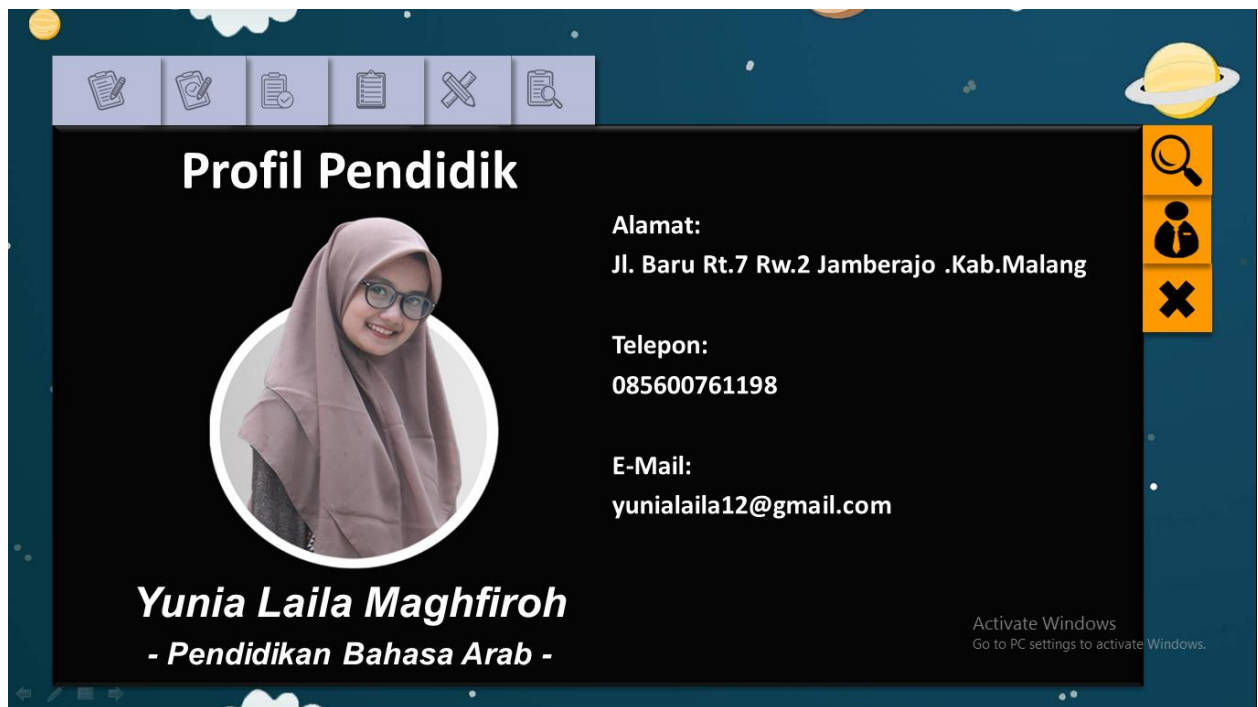 Profil Pendidik
Alamat:
Jl. Baru Rt.7 Rw.2 Jamberajo .Kab.Malang
Telepon:
085600761198
E-Mail:
yunialaila12@gmail.com
Yunia Laila Maghfiroh
- Pendidikan Bahasa Arab -
Activate Windows
Go to PC settings to activate Windows.